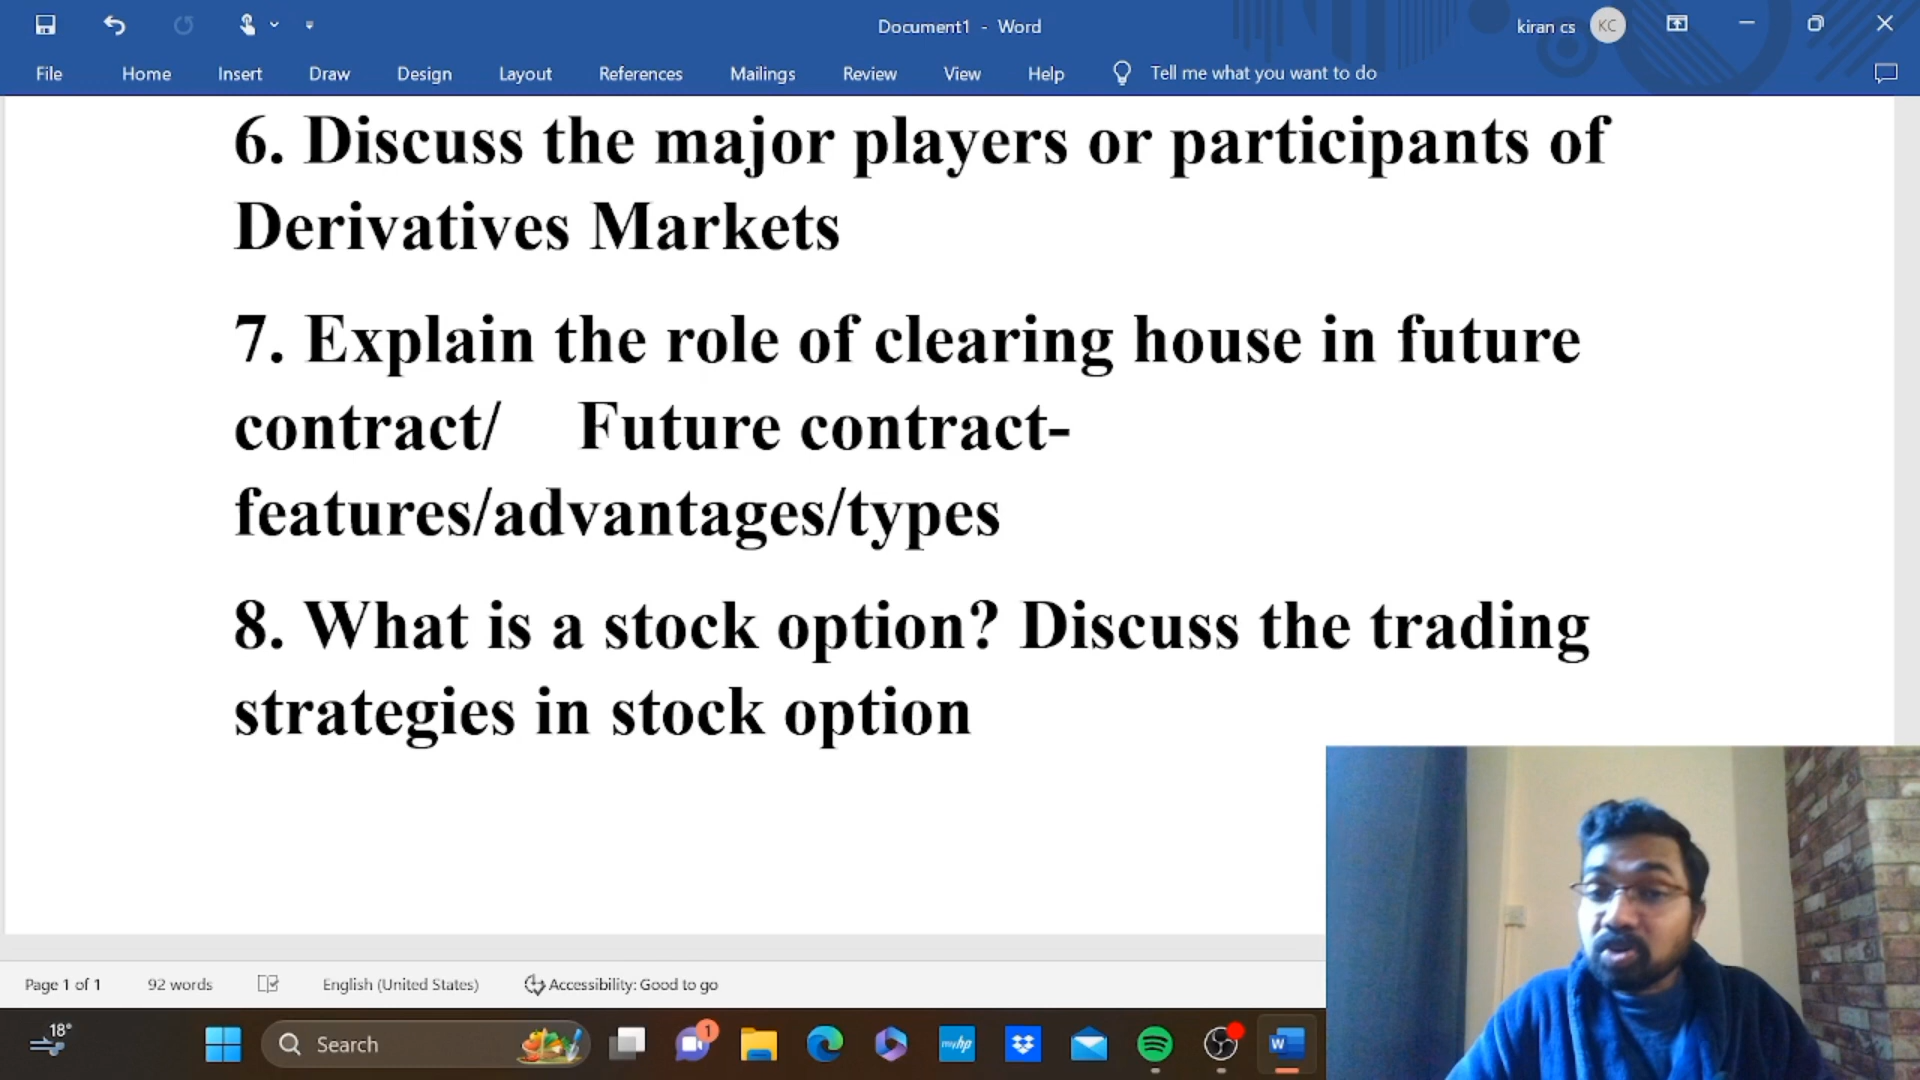 Document1 - Word
kiran cs
KC
File Home Insert Draw Design Layout References Mailings Review View Help Tell me what you want to do
6. Discuss the major players or participants of
Derivatives Markets
7. Explain the role of clearing house in future
contract/ Future contract-
features/advantages/types
8. What is a stock option? Discuss the trading
strategies in stock option
Page 1 of 1 92 words English (United States) Accessibility: Good to go
18°
Search
1
myhp
W